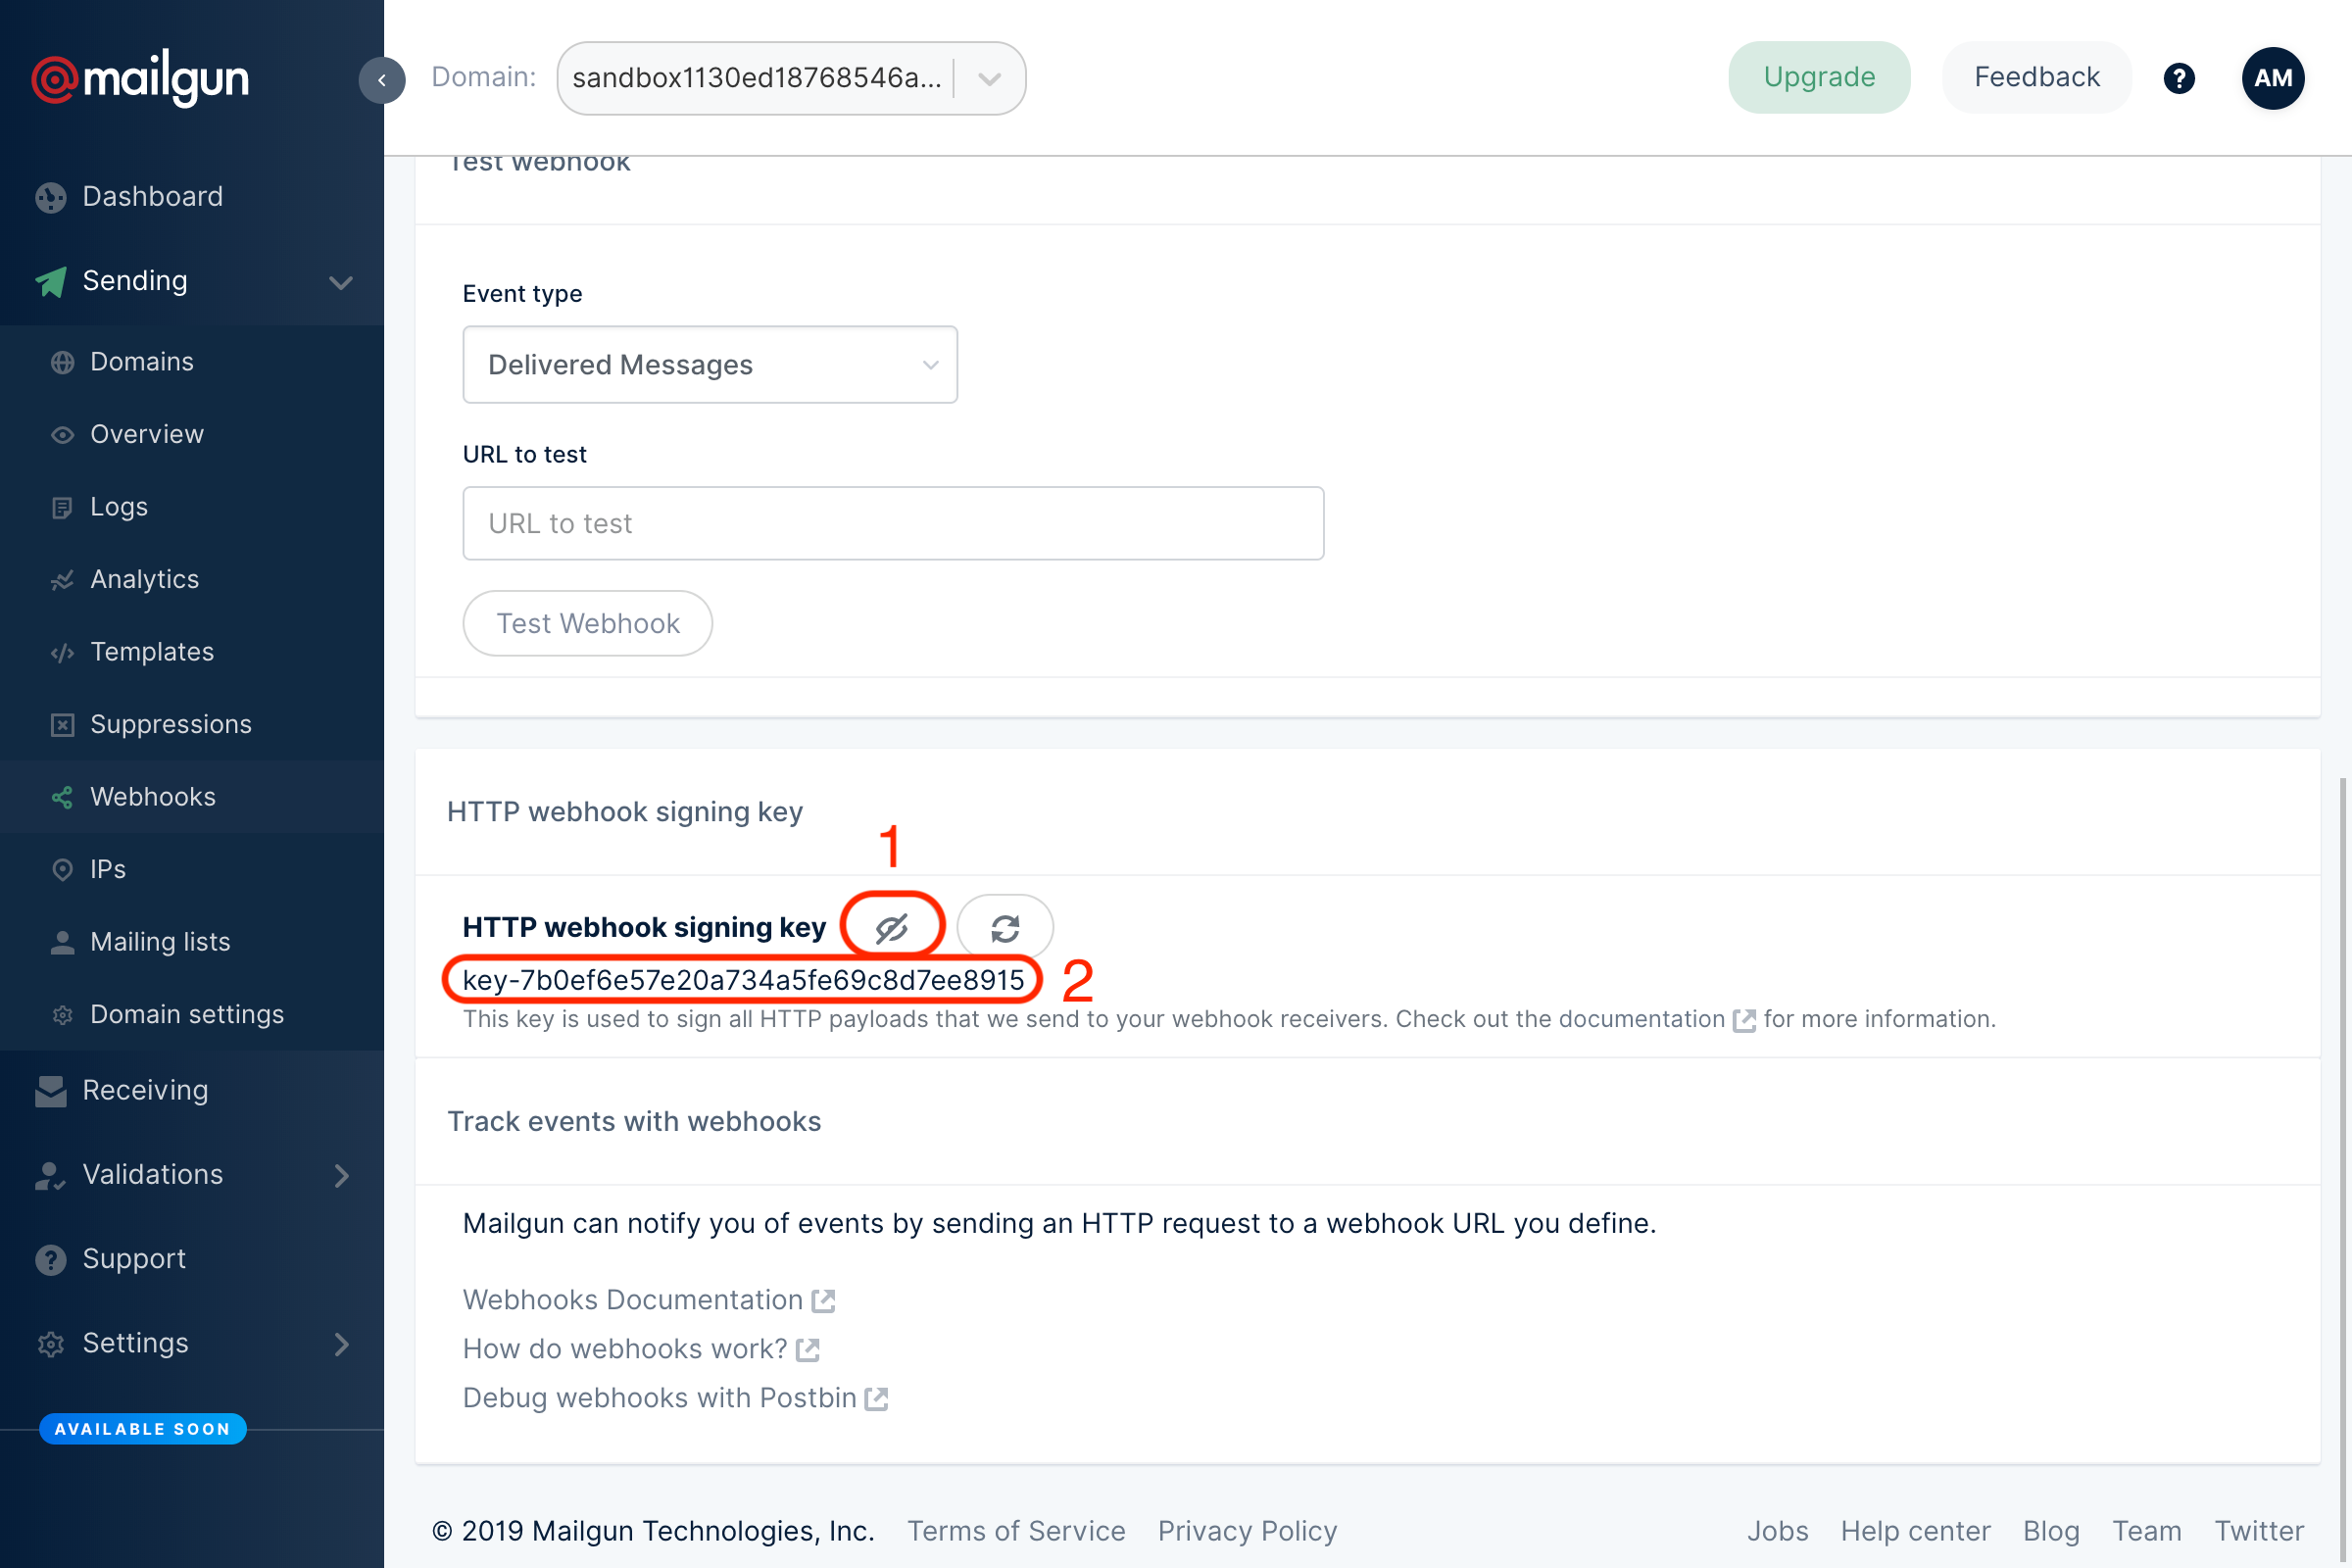 mailgun
Domain: sandbox1130ed18768546a...
Upgrade
Feedback
?
AM
Dashboard
Sending
Domains
Overview
Logs
Analytics
Templates
Suppressions
Webhooks
IPs
Mailing lists
Domain settings
Receiving
Validations
Support
Settings
AVAILABLE SOON
Test webhook
Event type
Delivered Messages
URL to test
URL to test
Test Webhook
HTTP webhook signing key
1
HTTP webhook signing key
key-7b0ef6e57e20a734a5fe69c8d7ee8915 2
This key is used to sign all HTTP payloads that we send to your webhook receivers. Check out the documentation for more information.
Track events with webhooks
Mailgun can notify you of events by sending an HTTP request to a webhook URL you define.
Webhooks Documentation
How do webhooks work?
Debug webhooks with Postbin
© 2019 Mailgun Technologies, Inc. Terms of Service Privacy Policy Jobs Help center Blog Team Twitter